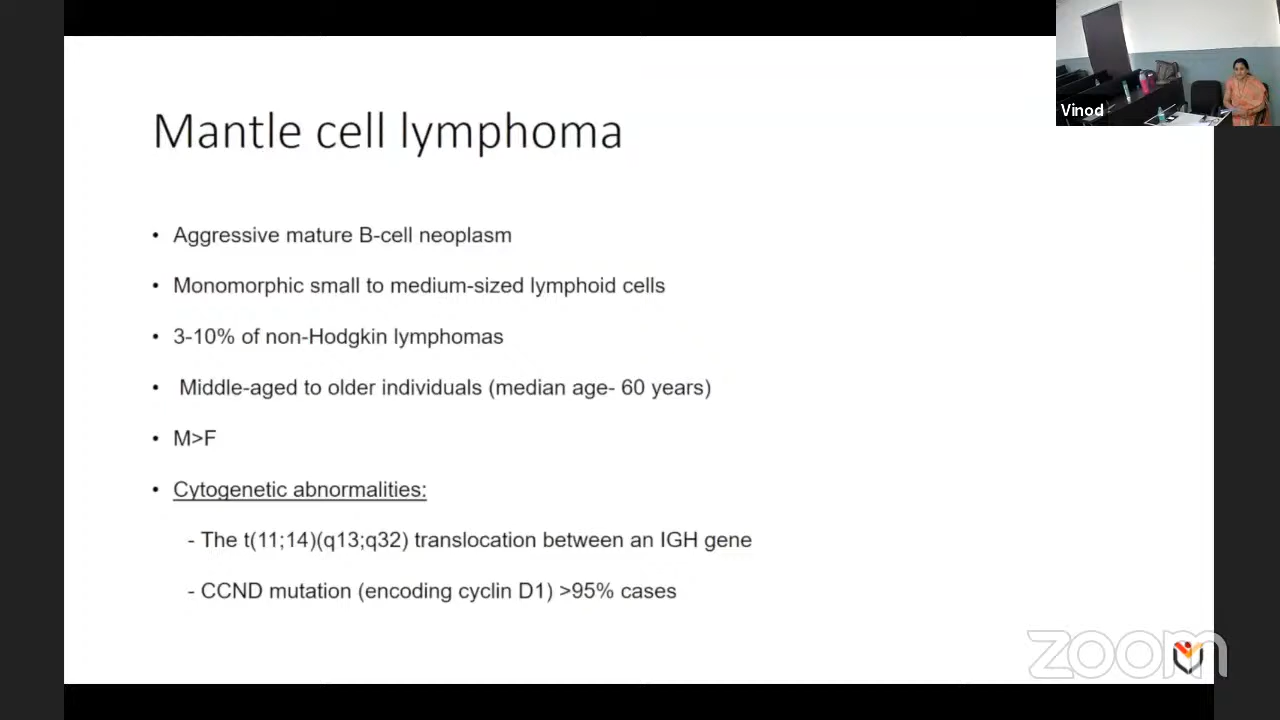 Vinod
Mantle cell lymphoma
• Aggressive mature B-cell neoplasm
• Monomorphic small to medium-sized lymphoid cells
• 3-10% of non-Hodgkin lymphomas
• Middle-aged to older individuals (median age- 60 years)
• M>F
• Cytogenetic abnormalities:
- The t(11;14)(q13;q32) translocation between an IGH gene
- CCND mutation (encoding cyclin D1) >95% cases
zoom